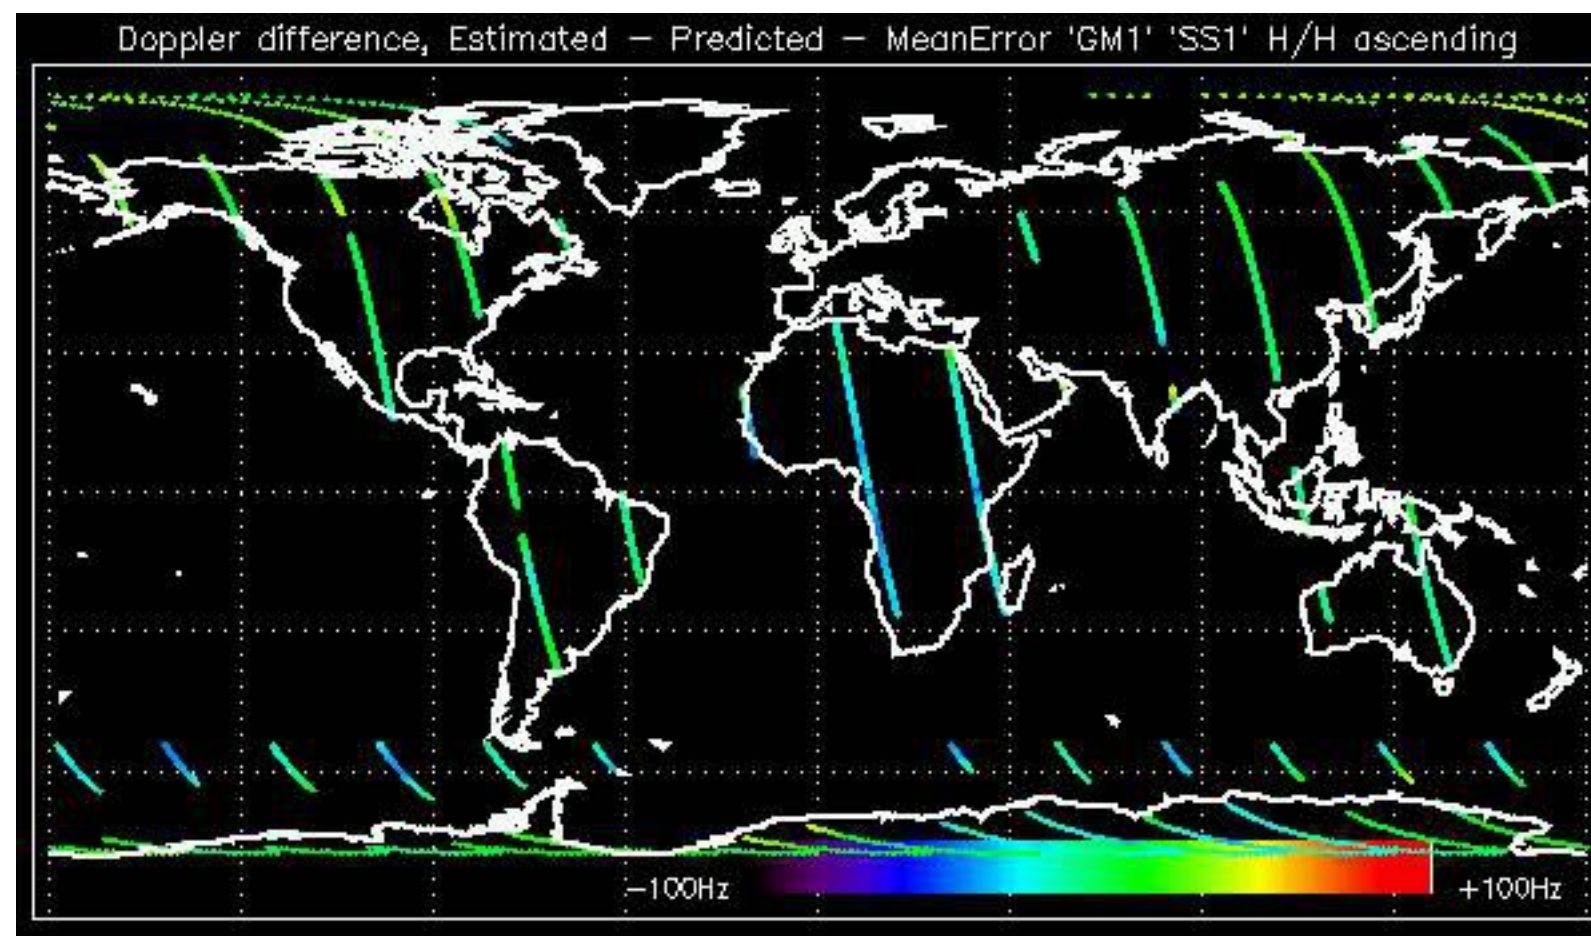 Doppler difference, Estimated – Predicted – MeanError 'GM1' 'SS1' H/H ascending
–100Hz +100Hz